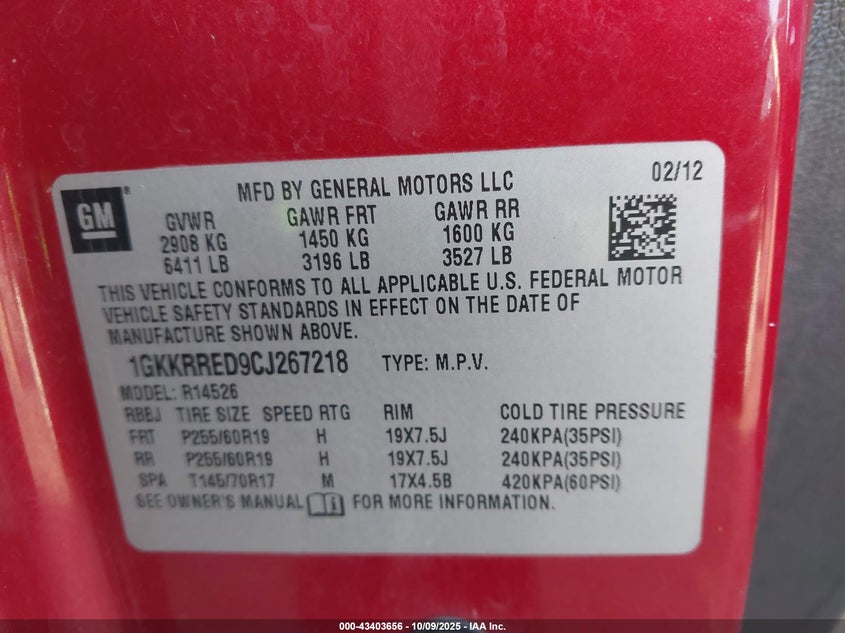 MFD BY GENERAL MOTORS LLC 02/12
GM®
GVWR GAWR FRT GAWR RR
2908 KG 1450 KG 1600 KG
6411 LB 3196 LB 3527 LB
THIS VEHICLE CONFORMS TO ALL APPLICABLE U.S. FEDERAL MOTOR
VEHICLE SAFETY STANDARDS IN EFFECT ON THE DATE OF
MANUFACTURE SHOWN ABOVE.
1GKKRRED9CJ267218 TYPE: M.P.V.
MODEL: R14526
RBBJ TIRE SIZE SPEED RTG RIM COLD TIRE PRESSURE
FRT P255/60R19 H 19X7.5J 240KPA(35PSI)
RR P255/60R19 H 19X7.5J 240KPA(35PSI)
SPA T145/70R17 M 17X4.5B 420KPA(60PSI)
SEE OWNER'S MANUAL FOR MORE INFORMATION.
000-43403656 - 10/09/2025 - IAA Inc.